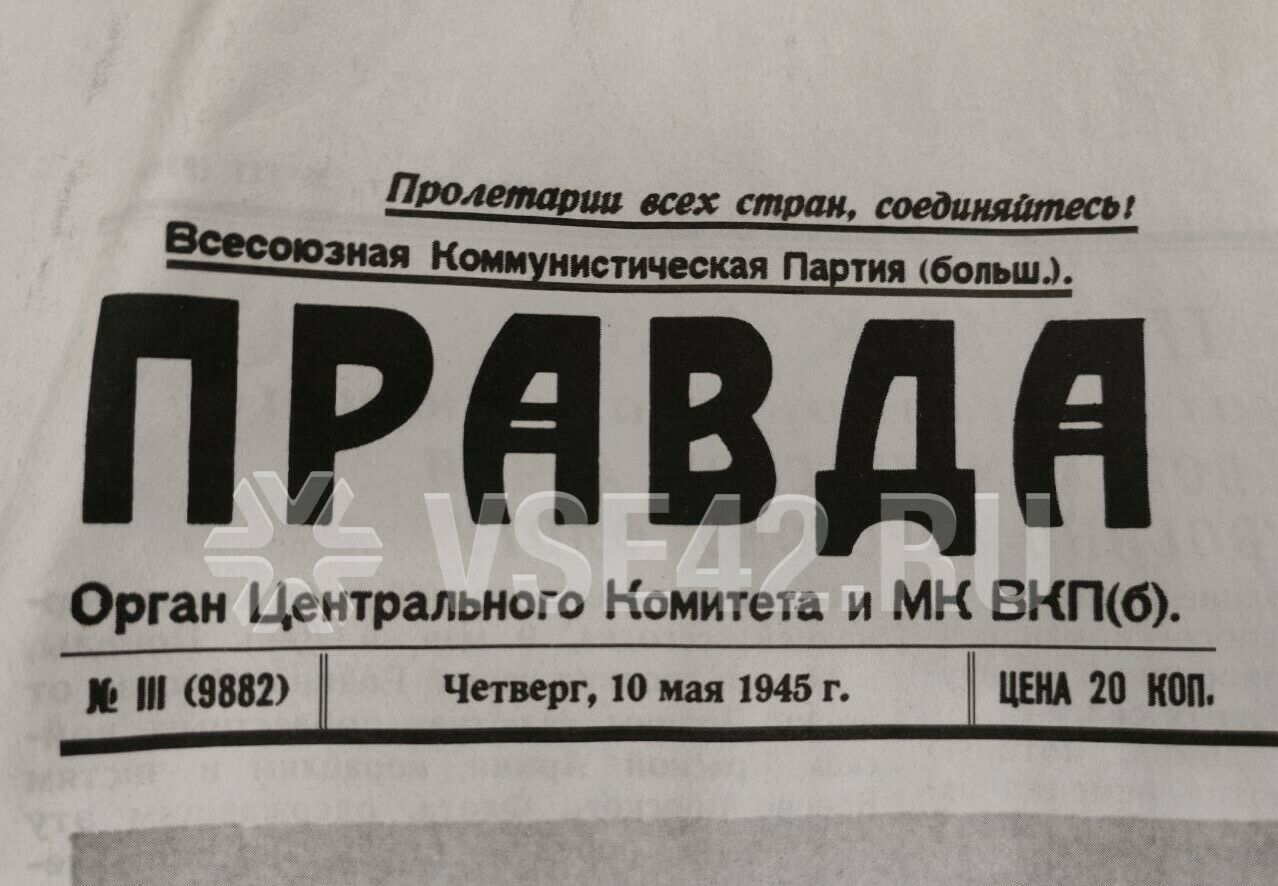 Пролетарии всех стран, соединяйтесь!
Всесоюзная Коммунистическая Партия (больш.).
ПРАВДА
VSE42.RU
Орган Центрального Комитета и МК ВКП(б).
№ 111 (9882)
Четверг, 10 мая 1945 г.
ЦЕНА 20 КОП.